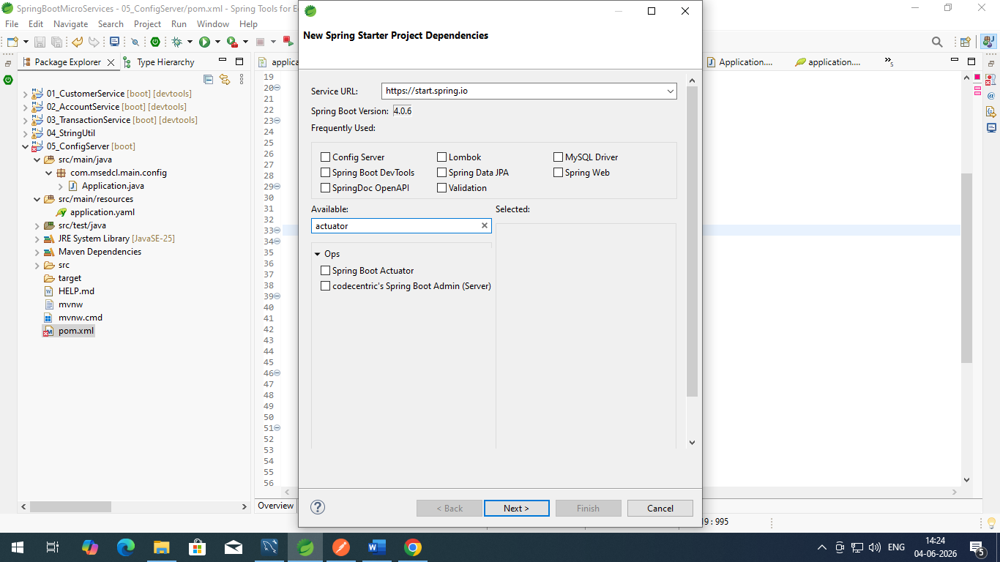 SpringBootMicroServices - 05_ConfigServer/pom.xml - Spring Tools for E
File Edit Navigate Search Project Run Window Help
Package Explorer Type Hierarchy
01_CustomerService [boot] [devtools]
02_AccountService [boot] [devtools]
03_TransactionService [boot] [devtools]
04_StringUtil
05_ConfigServer [boot]
src/main/java
com.msedcl.main.config
Application.java
src/main/resources
application.yaml
src/test/java
JRE System Library [JavaSE-25]
Maven Dependencies
src
target
HELP.md
mvnw
mvnw.cmd
pom.xml
applica
19
20
21
22
23
24
25
26
27
28
29
30
31
32
33
34
35
36
37
38
39
40
41
42
43
44
45
46
47
48
49
50
51
52
53
54
55
56
Overview
New Spring Starter Project Dependencies
Service URL: https://start.spring.io
Spring Boot Version: 4.0.6
Frequently Used:
Config Server Lombok MySQL Driver
Spring Boot DevTools Spring Data JPA Spring Web
SpringDoc OpenAPI Validation
Available: Selected:
actuator
Ops
Spring Boot Actuator
codecentric's Spring Boot Admin (Server)
< Back Next > Finish Cancel
Application.... application.... »5
9 : 995
ENG
14:24
04-06-2026
5